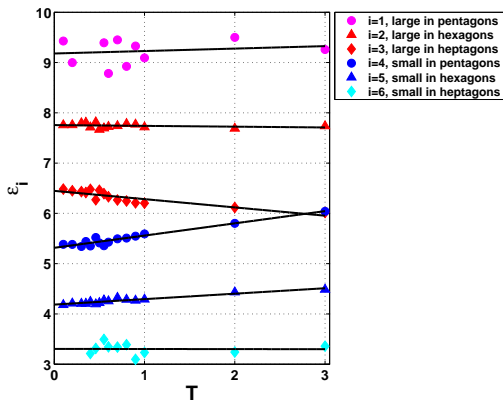 10
9
8
7
6
5
4
3
0
1
2
3
ε_i
T
i=1, large in pentagons
i=2, large in hexagons
i=3, large in heptagons
i=4, small in pentagons
i=5, small in hexagons
i=6, small in heptagons